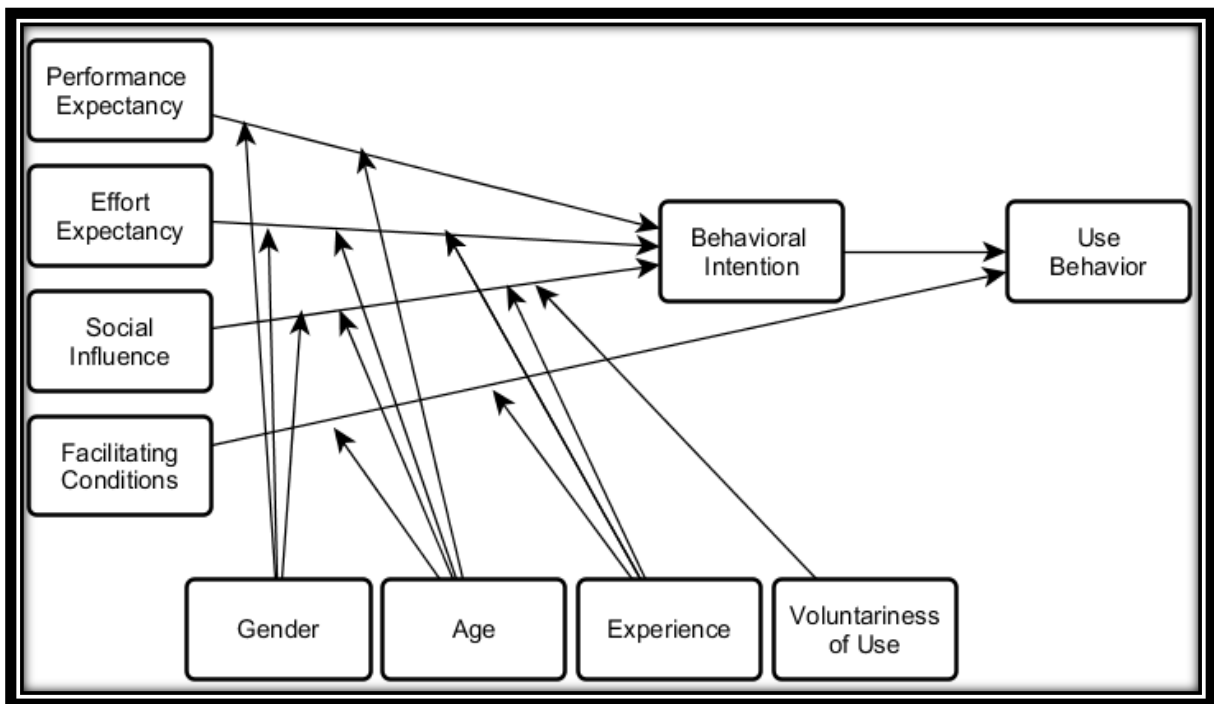 Performance
Expectancy
Effort
Expectancy
Social
Influence
Facilitating
Conditions
Behavioral
Intention
Use
Behavior
Gender
Age
Experience
Voluntariness
of Use